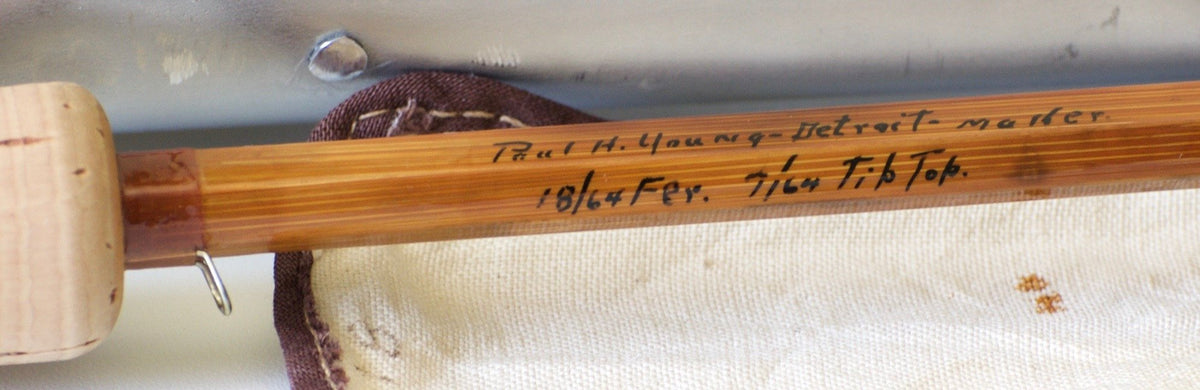 Paul H. Young - Detroit - Maker.
18/64 Fer. 7/64 Tip Top.